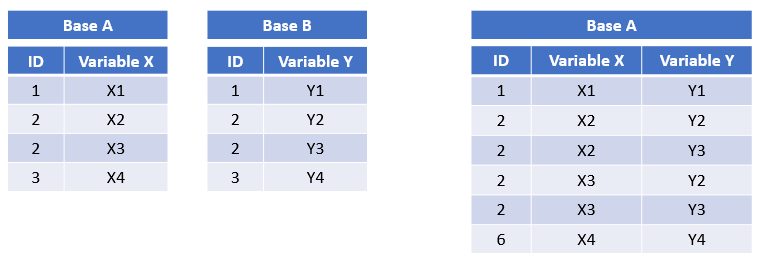 Base A
ID Variable X
1 X1
2 X2
2 X3
3 X4
Base B
ID Variable Y
1 Y1
2 Y2
2 Y3
3 Y4
Base A
ID Variable X Variable Y
1 X1 Y1
2 X2 Y2
2 X2 Y3
2 X3 Y2
2 X3 Y3
6 X4 Y4